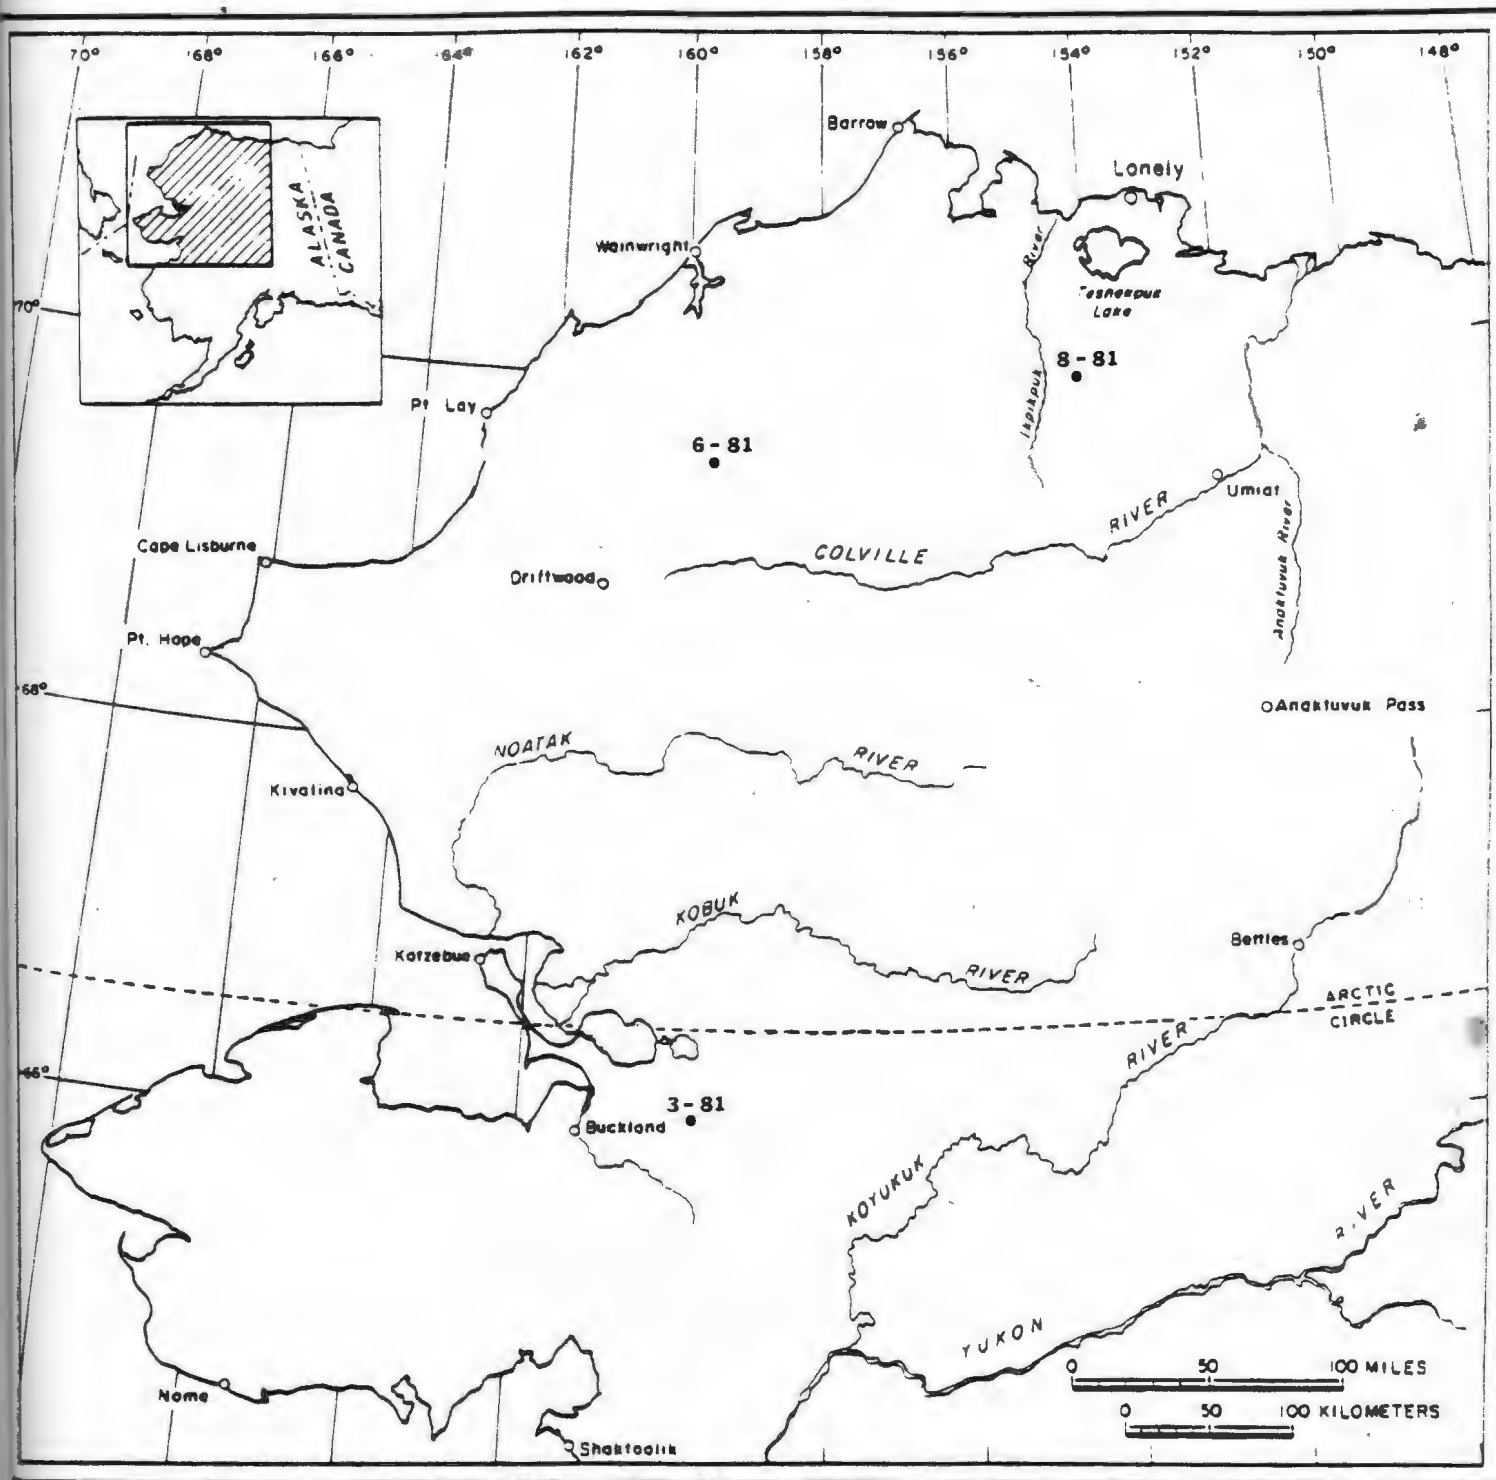 70° 168° 166° 164° 162° 160° 158° 156° 154° 152° 150° 148°
Barrow
Lonely
ALASKA
CANADA
Wainwright
River
70°
Teshekpuk
Lake
8-81
Ikpikpuk
Pt. Lay
6-81
Umiat
RIVER
Anaktuvuk River
Cape Lisburne
COLVILLE
Driftwood
Pt. Hope
68°
Anaktuvuk Pass
NOATAK
RIVER
Kivalina
KOBUK
RIVER
Bettles
Kotzebue
ARCTIC
CIRCLE
RIVER
66°
3-81
Buckland
KOYUKUK
RIVER
YUKON
0 50 100 MILES
0 50 100 KILOMETERS
Nome
Shaktoolik